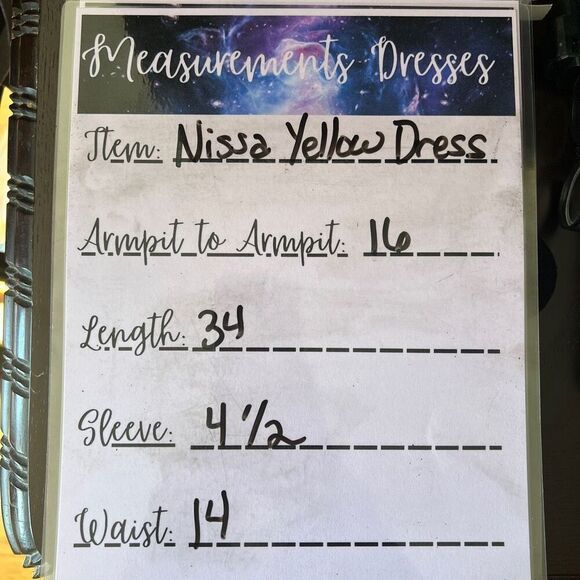 Measurements Dresses
Item: Nissa Yellow Dress
Armpit to Armpit: 16
Length: 34
Sleeve: 4 1/2
Waist: 14